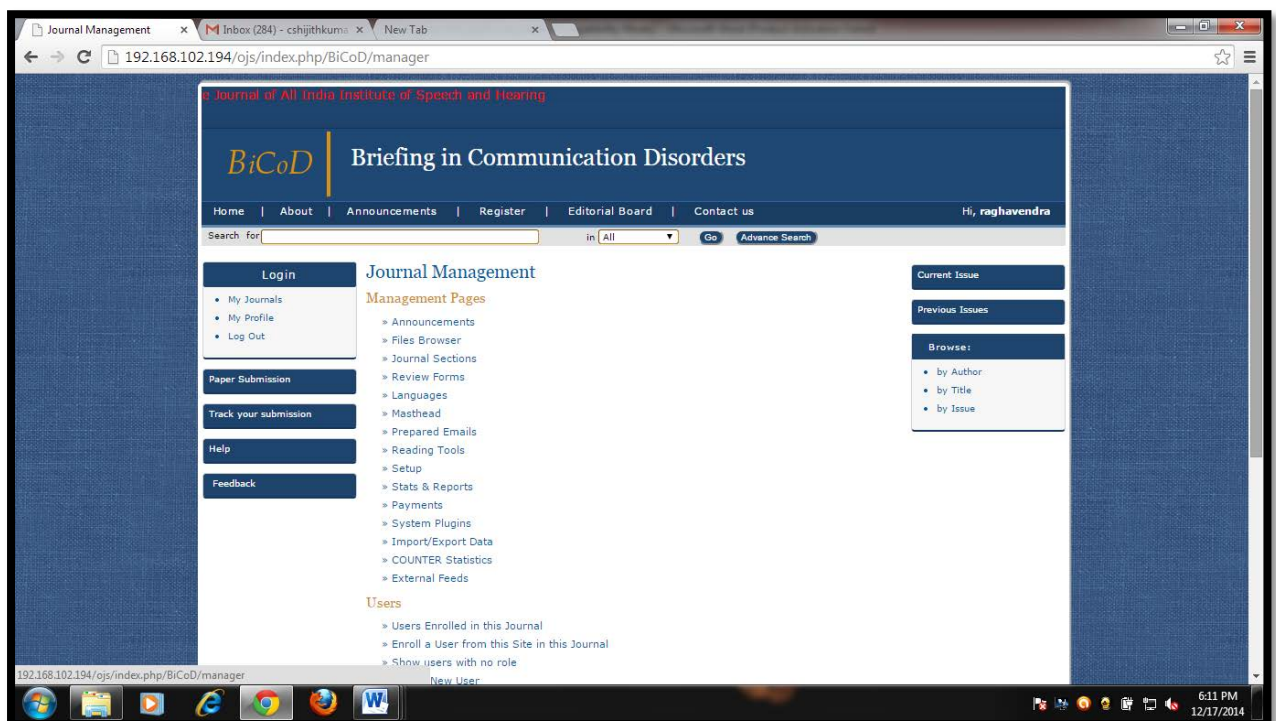 Journal Management
Inbox (284) - cshijithkuma
New Tab
192.168.102.194/ojs/index.php/BiCoD/manager
e Journal of All India Institute of Speech and Hearing
BiCoD
Briefing in Communication Disorders
Home | About | Announcements | Register | Editorial Board | Contact us
Hi, raghavendra
Search for
in All
Go
Advance Search
Login
• My Journals
• My Profile
• Log Out
Paper Submission
Track your submission
Help
Feedback
Journal Management
Management Pages
» Announcements
» Files Browser
» Journal Sections
» Review Forms
» Languages
» Masthead
» Prepared Emails
» Reading Tools
» Setup
» Stats & Reports
» Payments
» System Plugins
» Import/Export Data
» COUNTER Statistics
» External Feeds
Users
» Users Enrolled in this Journal
» Enroll a User from this Site in this Journal
» Show users with no role
New User
Current Issue
Previous Issues
Browse:
• by Author
• by Title
• by Issue
192.168.102.194/ojs/index.php/BiCoD/manager
6:11 PM
12/17/2014